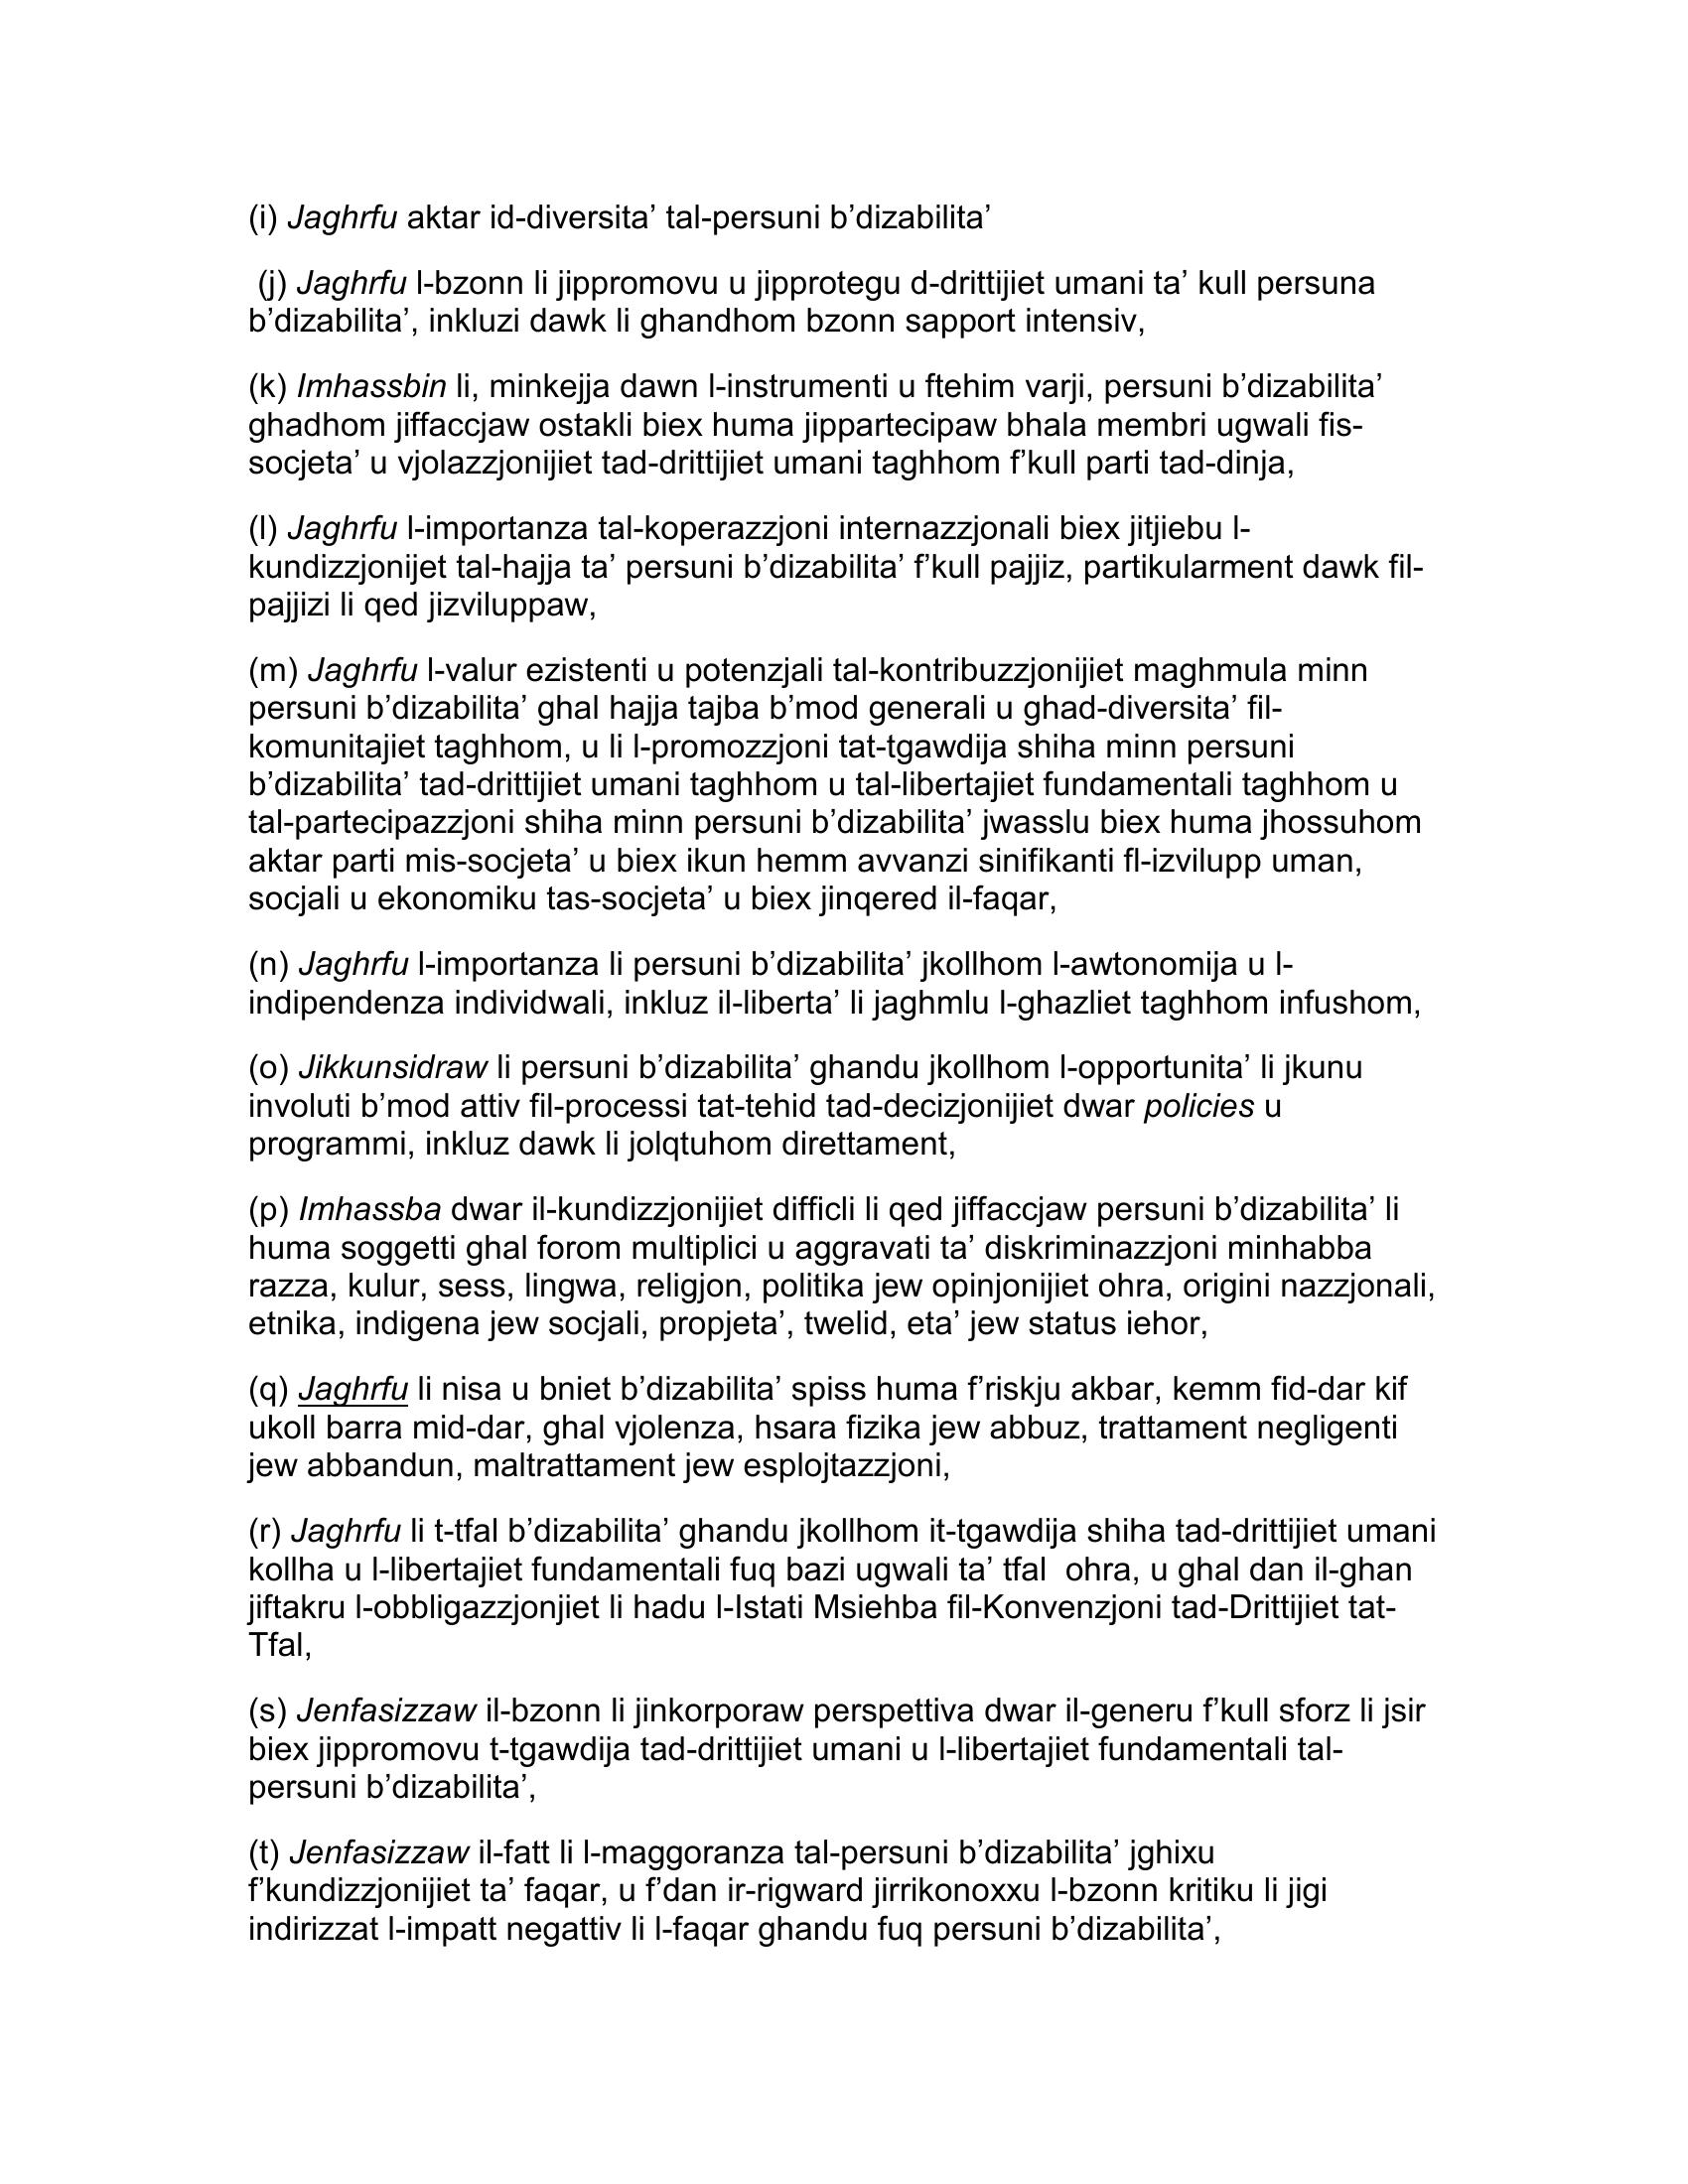 (i) Jaghrfu aktar id-diversita’ tal-persuni b’dizabilita’
(j) Jaghrfu l-bzonn li jippromovu u jipprotegu d-drittijiet umani ta’ kull persuna
b’dizabilita’, inkluzi dawk li ghandhom bzonn sapport intensiv,
(k) Imhassbin li, minkejja dawn l-instrumenti u ftehim varji, persuni b’dizabilita’
ghadhom jiffaccjaw ostakli biex huma jippartecipaw bhala membri ugwali fis-
socjeta’ u vjolazzjonijiet tad-drittijiet umani taghhom f’kull parti tad-dinja,
(l) Jaghrfu l-importanza tal-koperazzjoni internazzjonali biex jitjiebu l-
kundizzjonijet tal-hajja ta’ persuni b’dizabilita’ f’kull pajjiz, partikularment dawk fil-
pajjizi li qed jizviluppaw,
(m) Jaghrfu l-valur ezistenti u potenzjali tal-kontribuzzjonijiet maghmula minn
persuni b’dizabilita’ ghal hajja tajba b’mod generali u ghad-diversita’ fil-
komunitajiet taghhom, u li l-promozzjoni tat-tgawdija shiha minn persuni
b’dizabilita’ tad-drittijiet umani taghhom u tal-libertajiet fundamentali taghhom u
tal-partecipazzjoni shiha minn persuni b’dizabilita’ jwasslu biex huma jhossuhom
aktar parti mis-socjeta’ u biex ikun hemm avvanzi sinifikanti fl-izvilupp uman,
socjali u ekonomiku tas-socjeta’ u biex jinqered il-faqar,
(n) Jaghrfu l-importanza li persuni b’dizabilita’ jkollhom l-awtonomija u l-
indipendenza individwali, inkluz il-liberta’ li jaghmlu l-ghazliet taghhom infushom,
(o) Jikkunsidraw li persuni b’dizabilita’ ghandu jkollhom l-opportunita’ li jkunu
involuti b’mod attiv fil-processi tat-tehid tad-decizjonijiet dwar policies u
programmi, inkluz dawk li jolqtuhom direttament,
(p) Imhassba dwar il-kundizzjonijiet difficli li qed jiffaccjaw persuni b’dizabilita’ li
huma soggetti ghal forom multiplici u aggravati ta’ diskriminazzjoni minhabba
razza, kulur, sess, lingwa, religjon, politika jew opinjonijiet ohra, origini nazzjonali,
etnika, indigena jew socjali, propjeta’, twelid, eta’ jew status iehor,
(q) Jaghrfu li nisa u bniet b’dizabilita’ spiss huma f’riskju akbar, kemm fid-dar kif
ukoll barra mid-dar, ghal vjolenza, hsara fizika jew abbuz, trattament negligenti
jew abbandun, maltrattament jew esplojtazzjoni,
(r) Jaghrfu li t-tfal b’dizabilita’ ghandu jkollhom it-tgawdija shiha tad-drittijiet umani
kollha u l-libertajiet fundamentali fuq bazi ugwali ta’ tfal  ohra, u ghal dan il-ghan
jiftakru l-obbligazzjonjiet li hadu l-Istati Msiehba fil-Konvenzjoni tad-Drittijiet tat-
Tfal,
(s) Jenfasizzaw il-bzonn li jinkorporaw perspettiva dwar il-generu f’kull sforz li jsir
biex jippromovu t-tgawdija tad-drittijiet umani u l-libertajiet fundamentali tal-
persuni b’dizabilita’,
(t) Jenfasizzaw il-fatt li l-maggoranza tal-persuni b’dizabilita’ jghixu
f’kundizzjonijiet ta’ faqar, u f’dan ir-rigward jirrikonoxxu l-bzonn kritiku li jigi
indirizzat l-impatt negattiv li l-faqar ghandu fuq persuni b’dizabilita’,